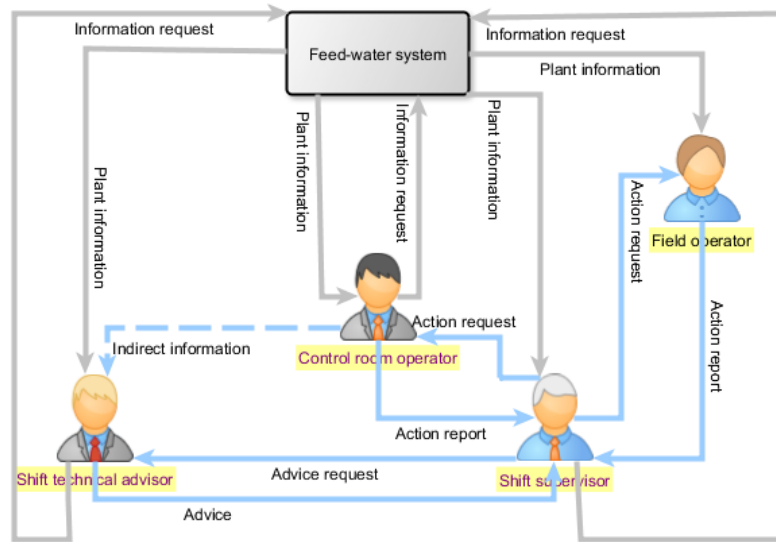 Information request
Feed-water system
Information request
Plant information
Plant information
Plant information
Information request
Plant information
Action request
Field operator
Action request
Indirect information
Control room operator
Action report
Action report
Advice request
Shift technical advisor
Shift supervisor
Advice